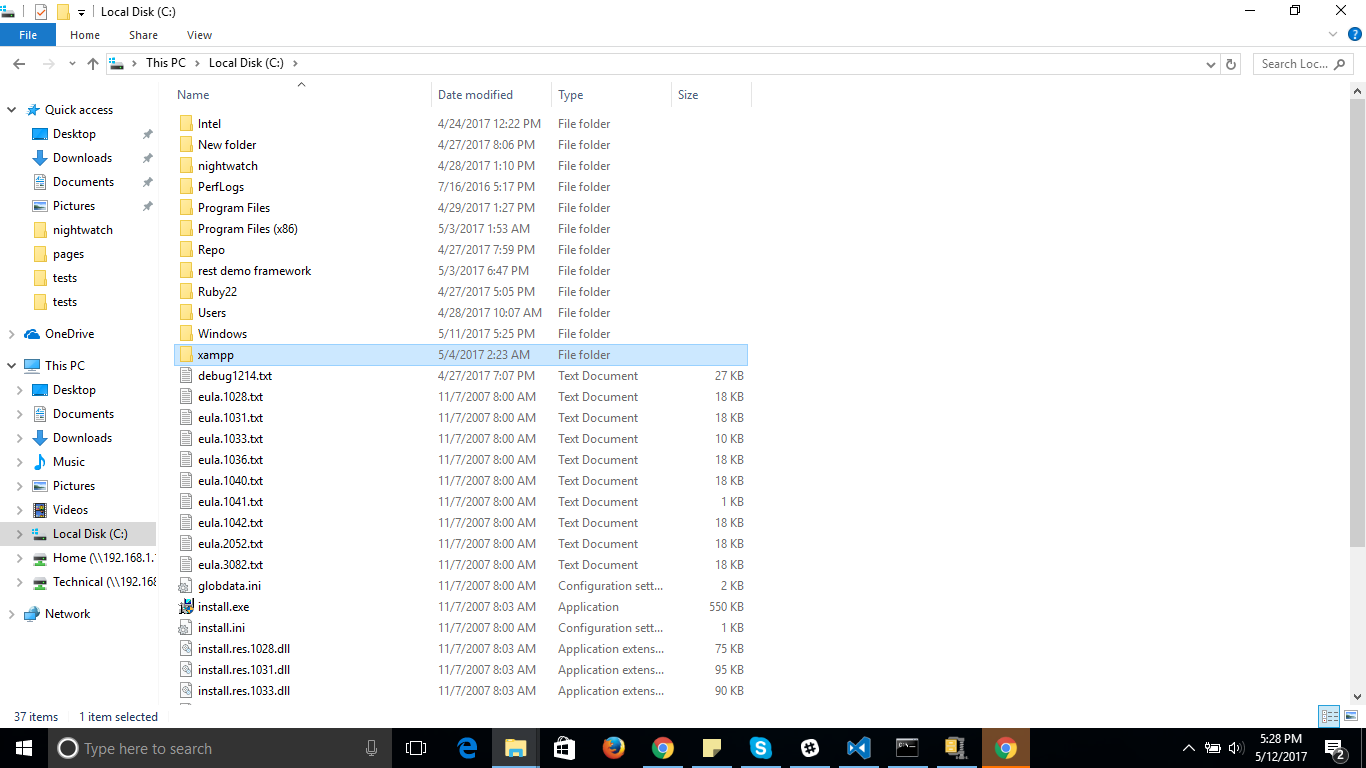 Local Disk (C:)
File Home Share View
This PC Local Disk (C:) Search Loc...
Name Date modified Type Size
Quick access
Desktop
Downloads
Documents
Pictures
nightwatch
pages
tests
tests
OneDrive
This PC
Desktop
Documents
Downloads
Music
Pictures
Videos
Local Disk (C:)
Home (\\192.168.1.
Technical (\\192.168
Network
Intel 4/24/2017 12:22 PM File folder
New folder 4/27/2017 8:06 PM File folder
nightwatch 4/28/2017 1:10 PM File folder
PerfLogs 7/16/2016 5:17 PM File folder
Program Files 4/29/2017 1:27 PM File folder
Program Files (x86) 5/3/2017 1:53 AM File folder
Repo 4/27/2017 7:59 PM File folder
rest demo framework 5/3/2017 6:47 PM File folder
Ruby22 4/27/2017 5:05 PM File folder
Users 4/28/2017 10:07 AM File folder
Windows 5/11/2017 5:25 PM File folder
xampp 5/4/2017 2:23 AM File folder
debug1214.txt 4/27/2017 7:07 PM Text Document 27 KB
eula.1028.txt 11/7/2007 8:00 AM Text Document 18 KB
eula.1031.txt 11/7/2007 8:00 AM Text Document 18 KB
eula.1033.txt 11/7/2007 8:00 AM Text Document 10 KB
eula.1036.txt 11/7/2007 8:00 AM Text Document 18 KB
eula.1040.txt 11/7/2007 8:00 AM Text Document 18 KB
eula.1041.txt 11/7/2007 8:00 AM Text Document 1 KB
eula.1042.txt 11/7/2007 8:00 AM Text Document 18 KB
eula.2052.txt 11/7/2007 8:00 AM Text Document 18 KB
eula.3082.txt 11/7/2007 8:00 AM Text Document 18 KB
globdata.ini 11/7/2007 8:00 AM Configuration sett... 2 KB
install.exe 11/7/2007 8:03 AM Application 550 KB
install.ini 11/7/2007 8:00 AM Configuration sett... 1 KB
install.res.1028.dll 11/7/2007 8:03 AM Application extens... 75 KB
install.res.1031.dll 11/7/2007 8:03 AM Application extens... 95 KB
install.res.1033.dll 11/7/2007 8:03 AM Application extens... 90 KB
37 items 1 item selected
Type here to search
5:28 PM
5/12/2017
2